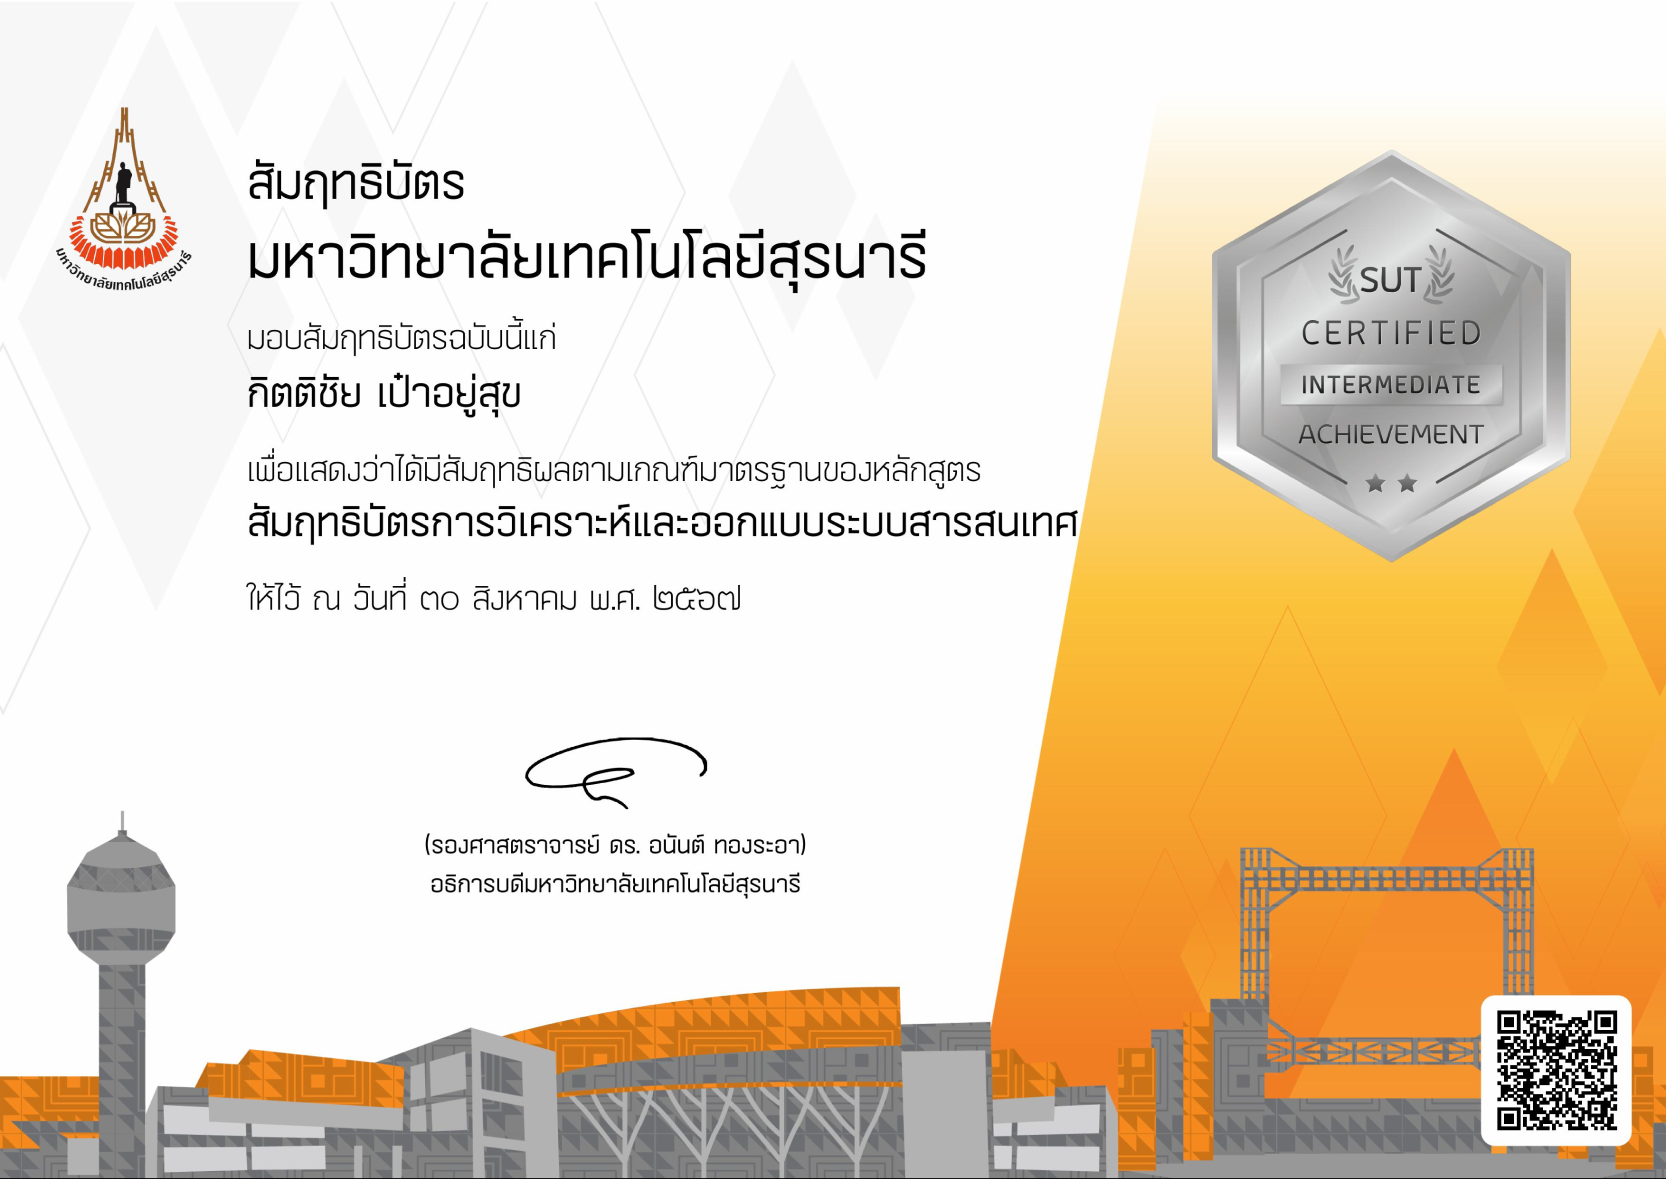 มหาวิทยาลัยเทคโนโลยีสุรนารี
สัมฤทธิบัตร
มหาวิทยาลัยเทคโนโลยีสุรนารี
มอบสัมฤทธิบัตรฉบับนี้แก่
กิตติชัย เป๋าอยู่สุข
เพื่อแสดงว่าได้มีสัมฤทธิผลตามเกณฑ์มาตรฐานของหลักสูตร
สัมฤทธิบัตรการวิเคราะห์และออกแบบระบบสารสนเทศ
ให้ไว้ ณ วันที่ ๓๐ สิงหาคม พ.ศ. ๒๕๖๗
(รองศาสตราจารย์ ดร. อนันต์ ทองระอา)
อธิการบดีมหาวิทยาลัยเทคโนโลยีสุรนารี
SUT
CERTIFIED
INTERMEDIATE
ACHIEVEMENT